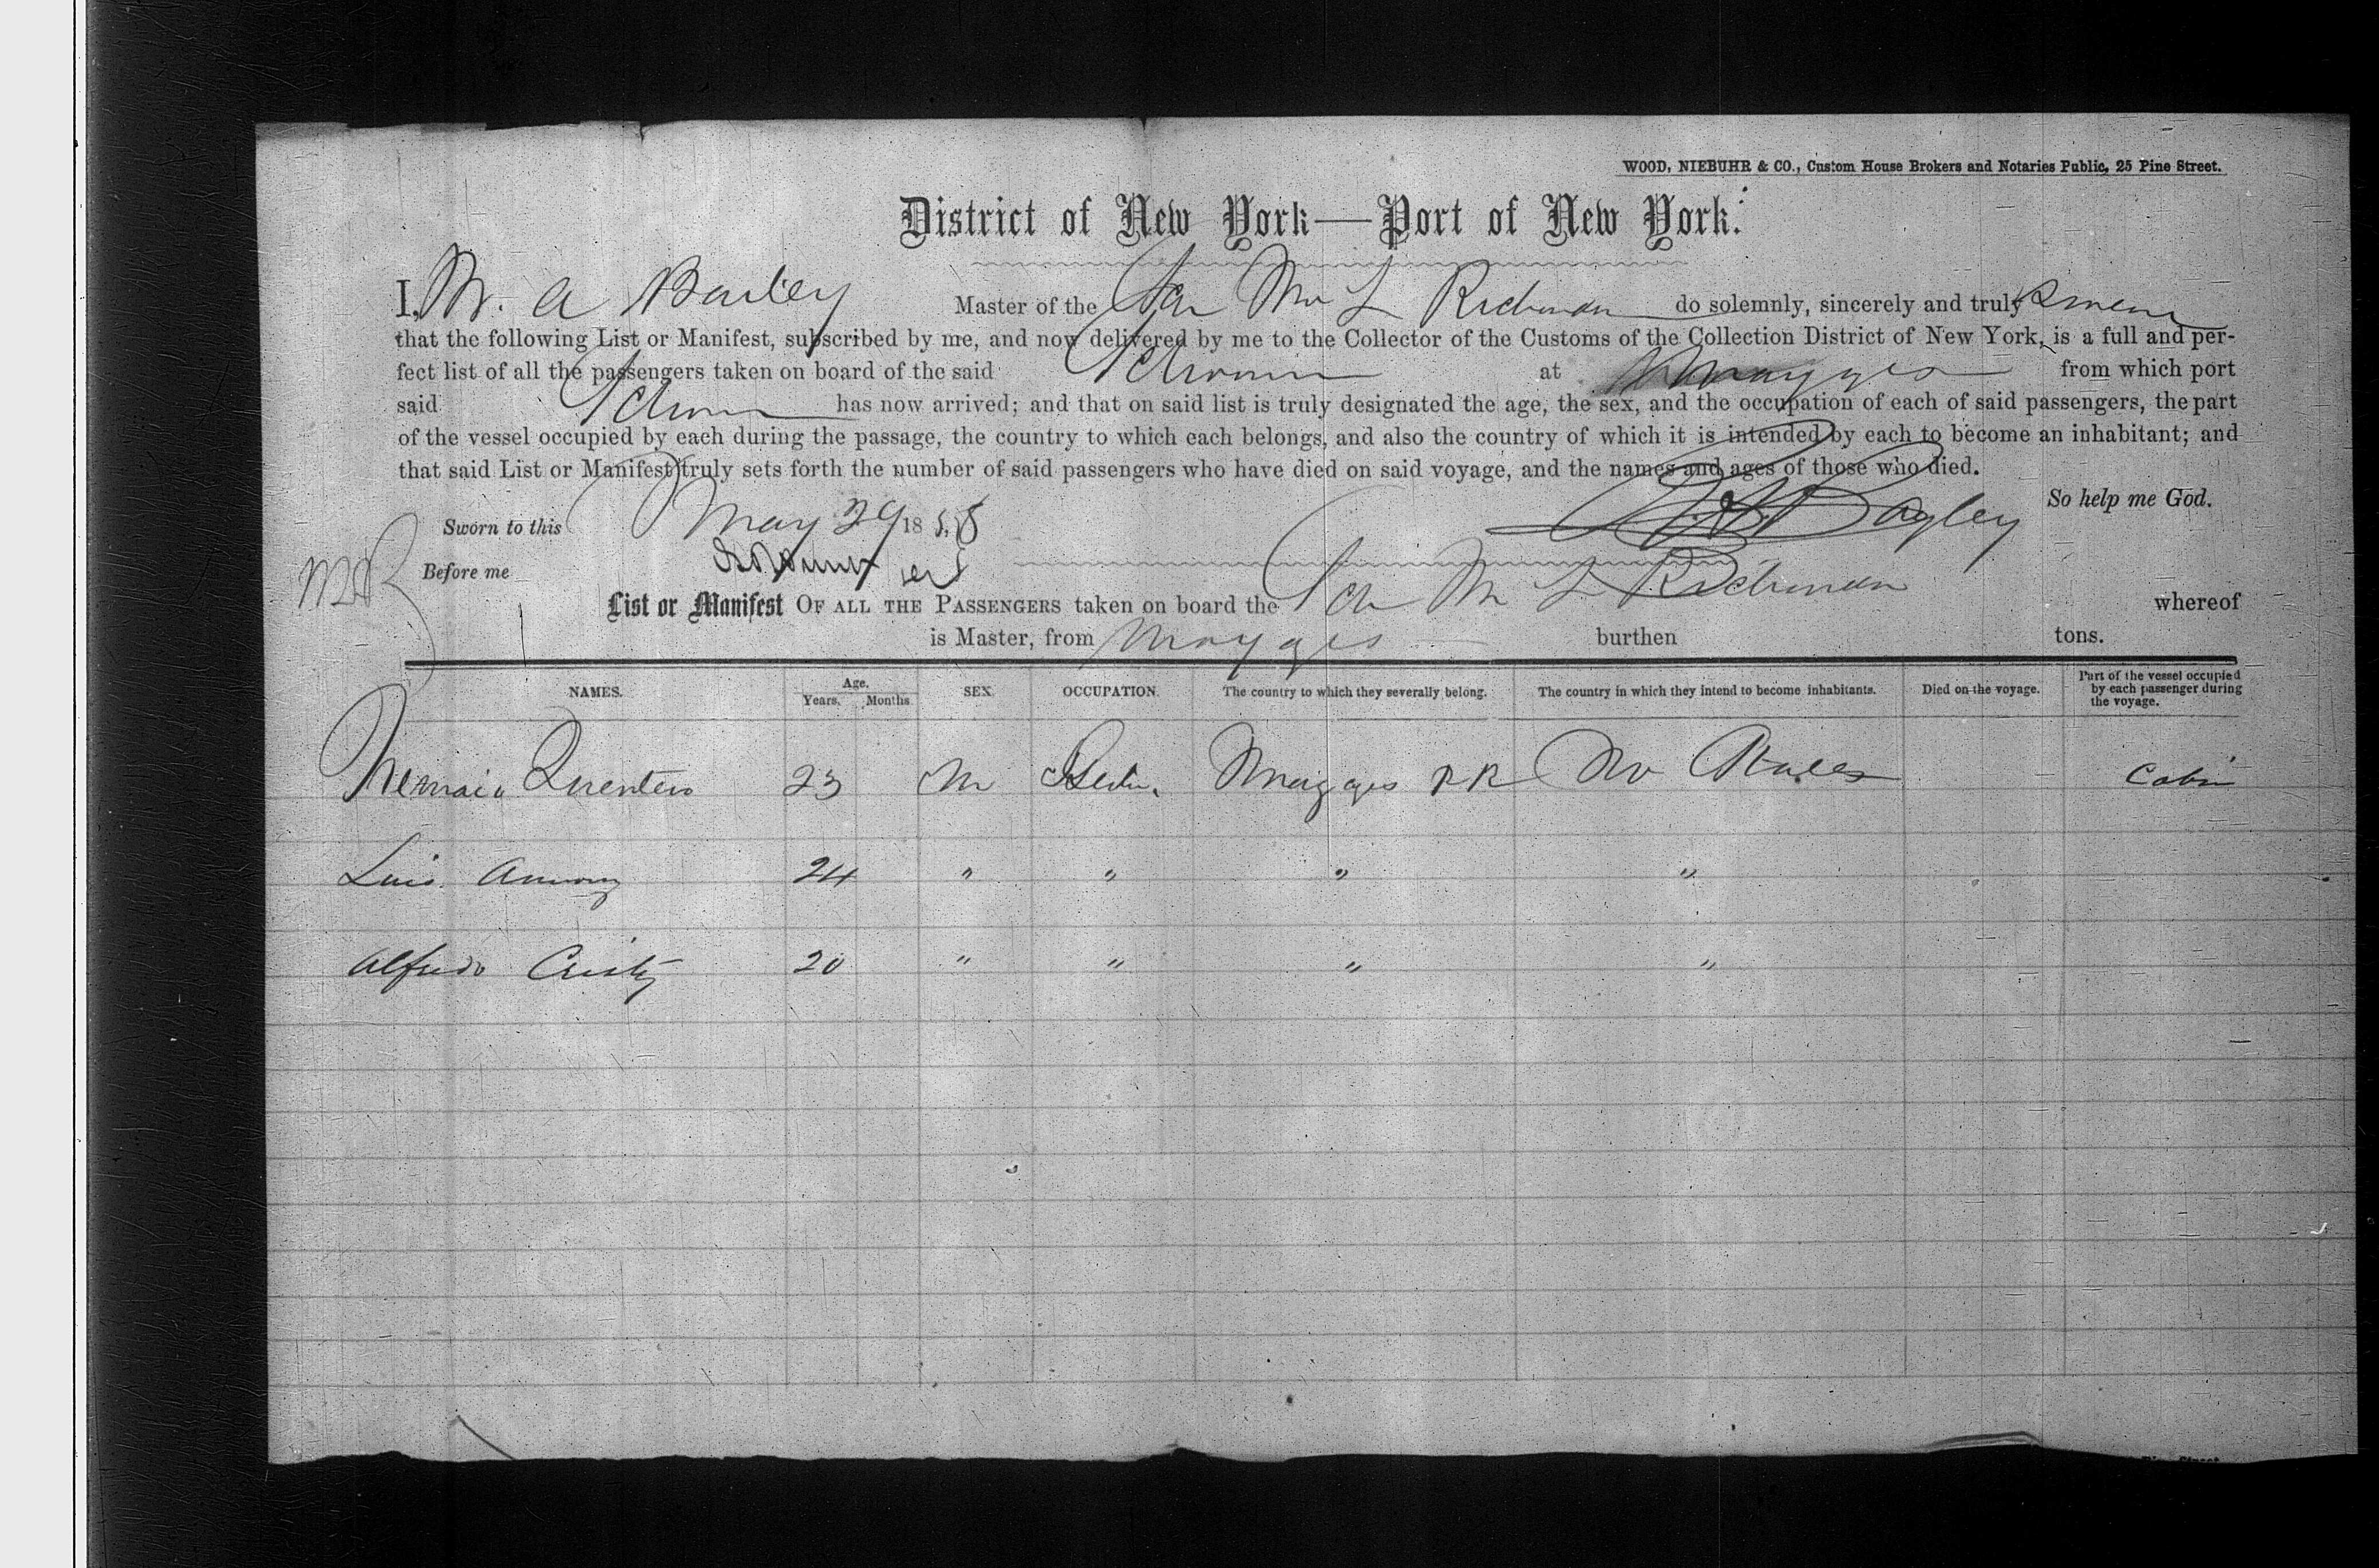 WOOD, NIEBUHR & CO., Custom House Brokers and Notaries Public, 25 Pine Street.
District of New York—Port of New York.
I, W. A Bailey Master of the Sch M L Richman do solemnly, sincerely and truly Swear
that the following List or Manifest, subscribed by me, and now delivered by me to the Collector of the Customs of the Collection District of New York, is a full and per-
fect list of all the passengers taken on board of the said Schooner at from which port
said Schooner has now arrived; and that on said list is truly designated the age, the sex, and the occupation of each of said passengers, the part
of the vessel occupied by each during the passage, the country to which each belongs, and also the country of which it is intended by each to become an inhabitant; and
that said List or Manifest truly sets forth the number of said passengers who have died on said voyage, and the names and ages of those who died.
So help me God.
Sworn to this May 29 188 Bagley
Before me
List or Manifest OF ALL THE PASSENGERS taken on board the Sch M L Richman whereof
is Master, from burthen tons.
NAMES. Age. Years. Months SEX. OCCUPATION. The country to which they severally belong. The country in which they intend to become inhabitants. Died on the voyage. Part of the vessel occupied by each passenger during the voyage.
23 M P R States Cabin
Luis 24 " " " "
Alfredo Cristy 20 " " " "